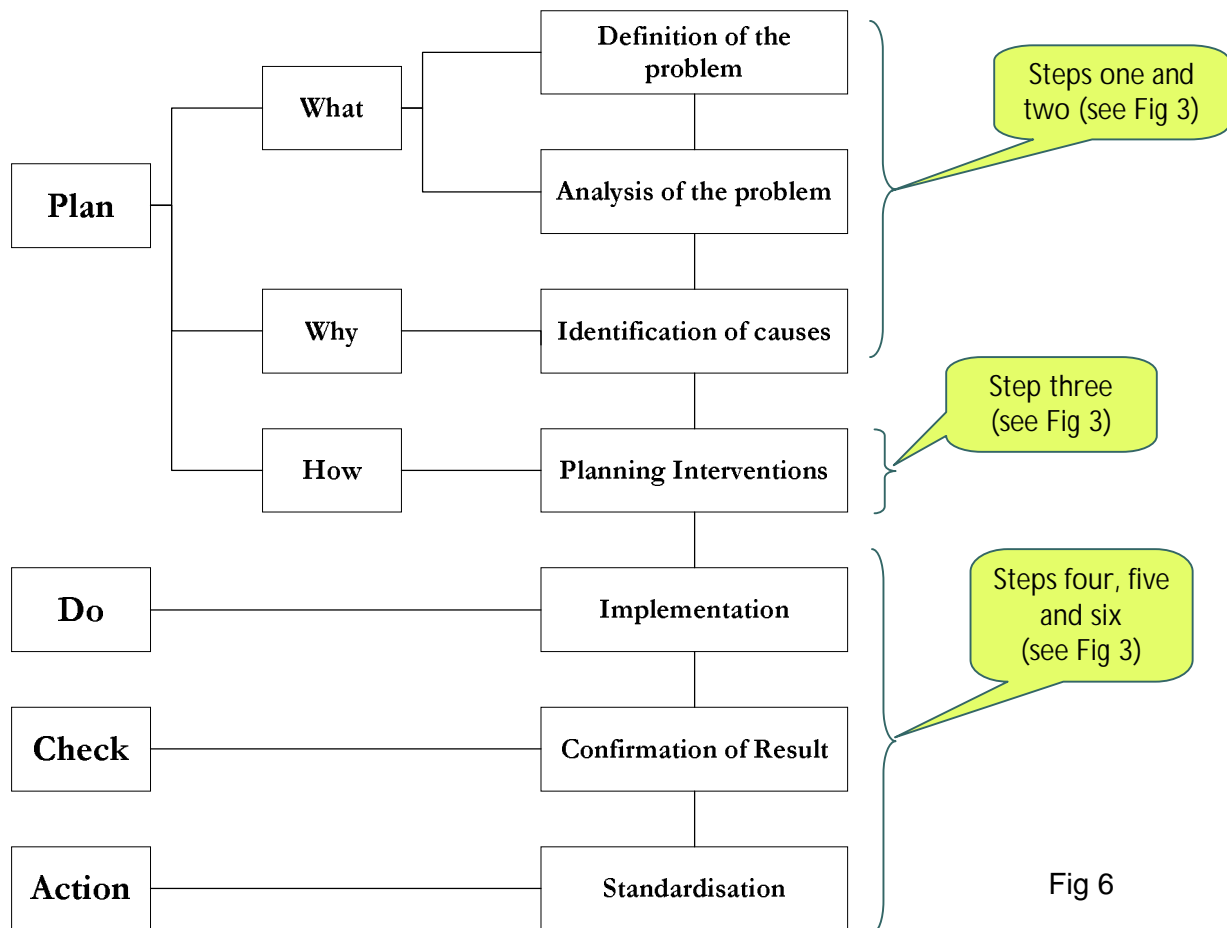 Definition of the
problem
Steps one and
two (see Fig 3)
What
Plan
Analysis of the problem
Why
Identification of causes
Step three
(see Fig 3)
How
Planning Interventions
Do
Implementation
Steps four, five
and six
(see Fig 3)
Check
Confirmation of Result
Action
Standardisation
Fig 6